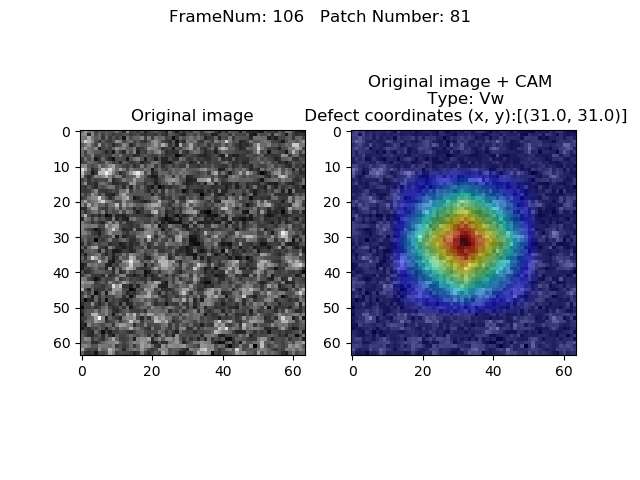 FrameNum: 106   Patch Number: 81
Original image
Original image + CAM
Type: Vw
Defect coordinates (x, y):[(31.0, 31.0)]
0
10
20
30
40
50
60
0 20 40 60
0
10
20
30
40
50
60
0 20 40 60